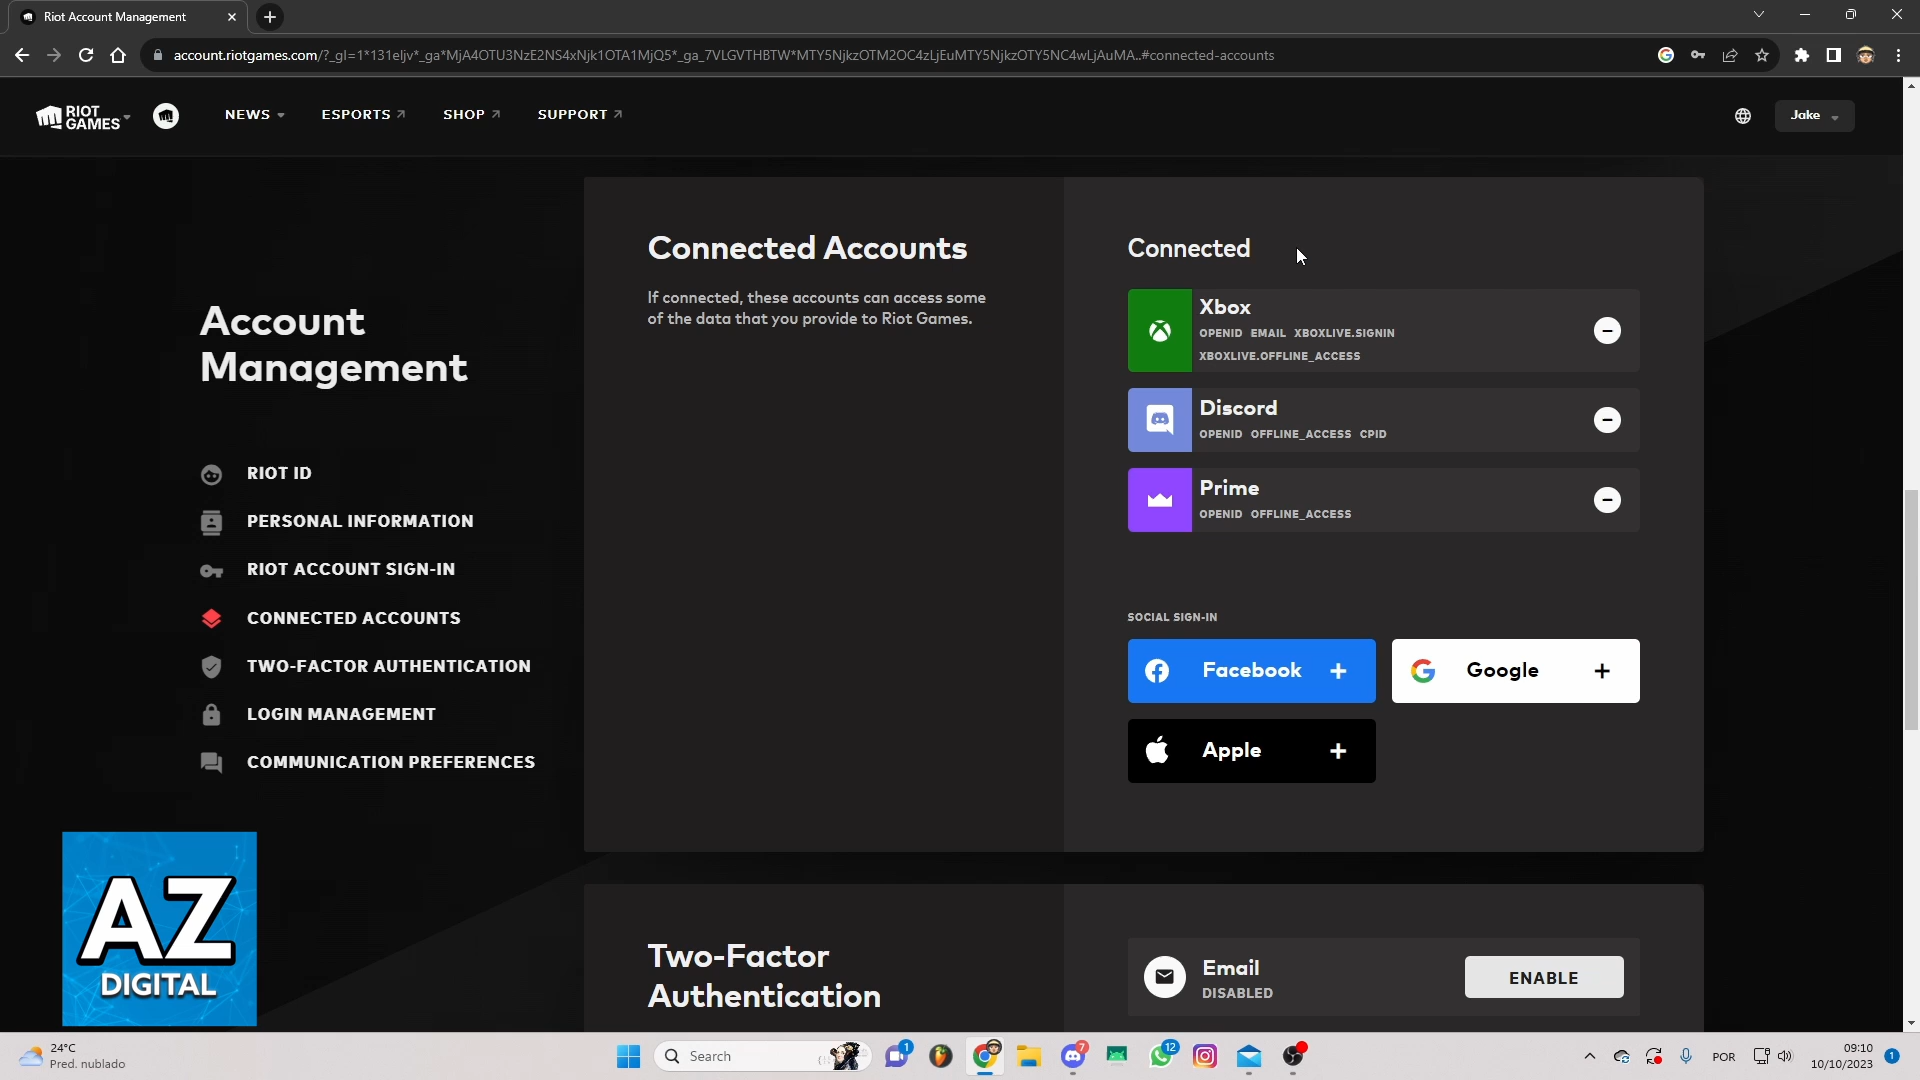 Riot Account Management
account.riotgames.com/?_gl=1*131eljv*_ga*MjA4OTU3NzE2NS4xNjk1OTA1MjQ5*_ga_7VLGVTHBTW*MTY5NjkzOTM2OC4zLjEuMTY5NjkzOTY5NC4wLjAuMA..#connected-accounts
RIOT GAMES
NEWS
ESPORTS
SHOP
SUPPORT
Jake
Account
Management
RIOT ID
PERSONAL INFORMATION
RIOT ACCOUNT SIGN-IN
CONNECTED ACCOUNTS
TWO-FACTOR AUTHENTICATION
LOGIN MANAGEMENT
COMMUNICATION PREFERENCES
Connected Accounts
If connected, these accounts can access some
of the data that you provide to Riot Games.
Connected
Xbox
OPENID EMAIL XBOXLIVE.SIGNIN
XBOXLIVE.OFFLINE_ACCESS
Discord
OPENID OFFLINE_ACCESS CPID
Prime
OPENID OFFLINE_ACCESS
SOCIAL SIGN-IN
Facebook
Google
Apple
Two-Factor
Authentication
Email
DISABLED
ENABLE
AZ
DIGITAL
24°C
Pred. nublado
Search
1
7
12
POR
09:10
10/10/2023
1